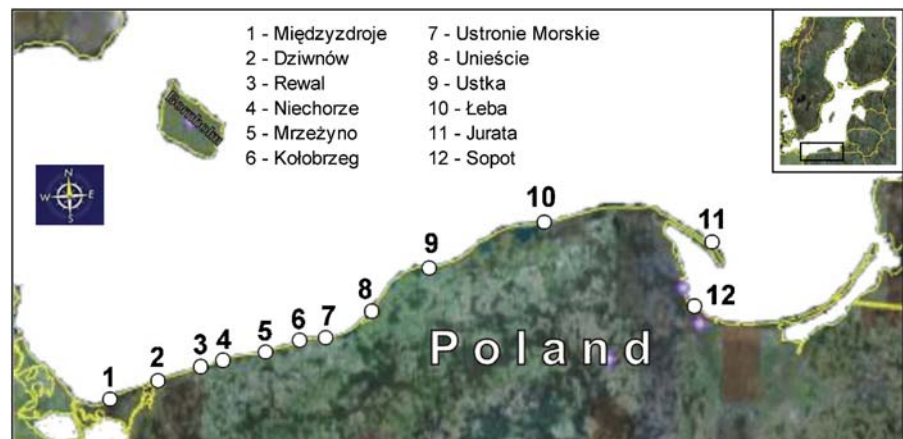 1 - Międzyzdroje
2 - Dziwnów
3 - Rewal
4 - Niechorze
5 - Mrzeżyno
6 - Kołobrzeg
7 - Ustronie Morskie
8 - Unieście
9 - Ustka
10 - Łeba
11 - Jurata
12 - Sopot
Bornholm
N
W E
S
10
11
9
12
8
7
6
5
4
3
2
1
Poland